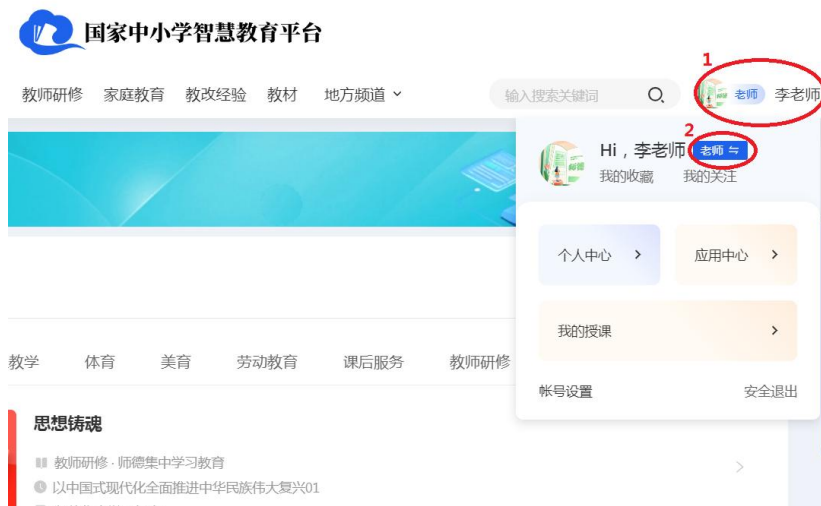 国家中小学智慧教育平台
1
教师研修 家庭教育 教改经验 教材 地方频道 输入搜索关键词 老师 李老师
2
Hi，李老师 老师
我的收藏 我的关注
个人中心 应用中心
我的授课
教学 体育 美育 劳动教育 课后服务 教师研修
帐号设置 安全退出
思想铸魂
教师研修 · 师德集中学习教育
以中国式现代化全面推进中华民族伟大复兴01